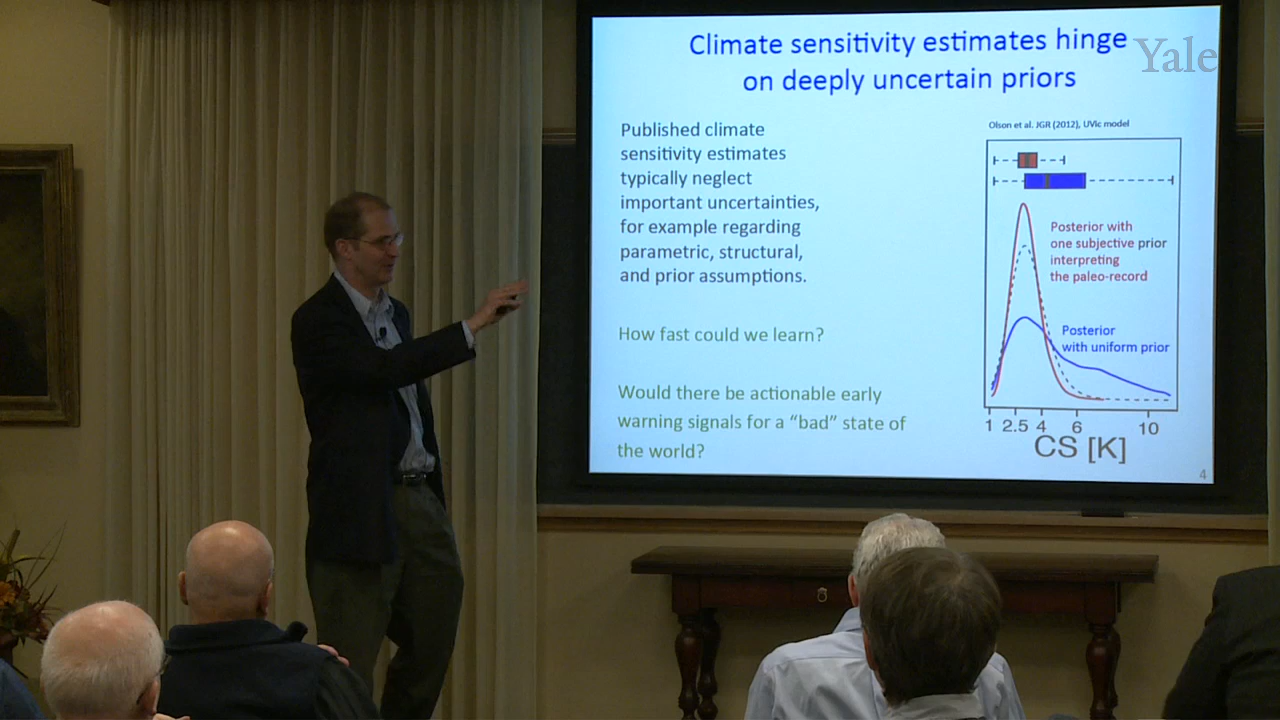 Climate sensitivity estimates hinge
on deeply uncertain priors
Yale
Published climate
sensitivity estimates
typically neglect
important uncertainties,
for example regarding
parametric, structural,
and prior assumptions.
How fast could we learn?
Would there be actionable early
warning signals for a “bad” state of
the world?
Olson et al. JGR (2012), UVic model
Posterior with
one subjective prior
interpreting
the paleo-record
Posterior
with uniform prior
1 2.5 4 6 10
CS [K]
4